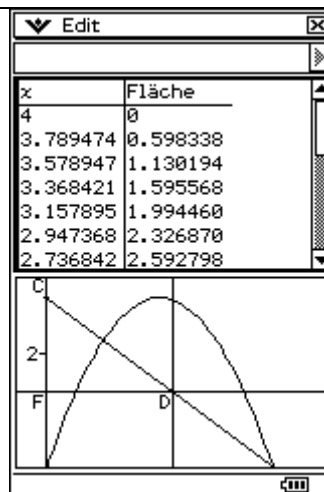 Edit
x Fläche
4 0
3.789474 0.598338
3.578947 1.130194
3.368421 1.595568
3.157895 1.994460
2.947368 2.326870
2.736842 2.592798
C
2
F D